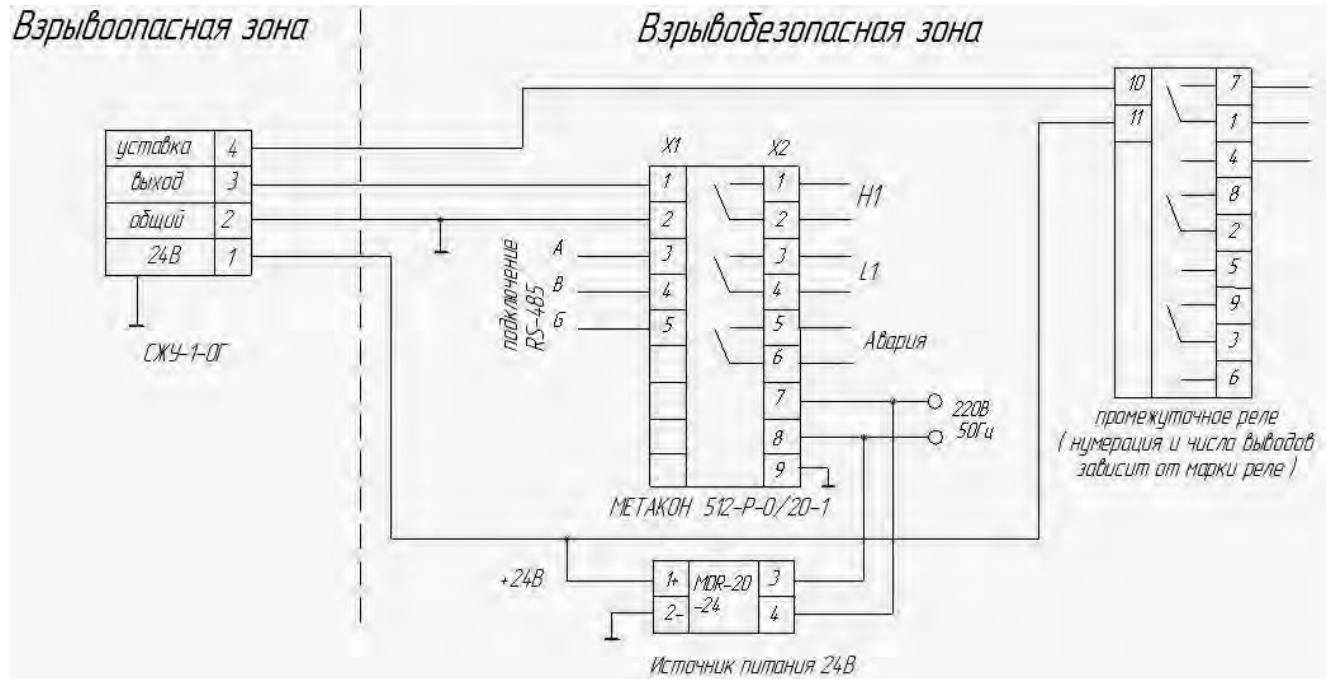 Взрывоопасная зона
Взрывобезопасная зона
уставка 4
выход 3
общий 2
24В 1
СЖУ-1-ОГ
подключение
RS-485
A
B
G
X1
X2
1
2
3
4
5
1
2
3
4
5
6
7
8
9
H1
L1
Авария
220В
50Гц
МЕТАКОН 512-Р-0/20-1
10
11
7
1
4
8
2
5
9
3
6
промежуточное реле
( нумерация и число выводов
зависит от марки реле )
+24В
1+
2-
MDR-20
-24
3
4
Источник питания 24В